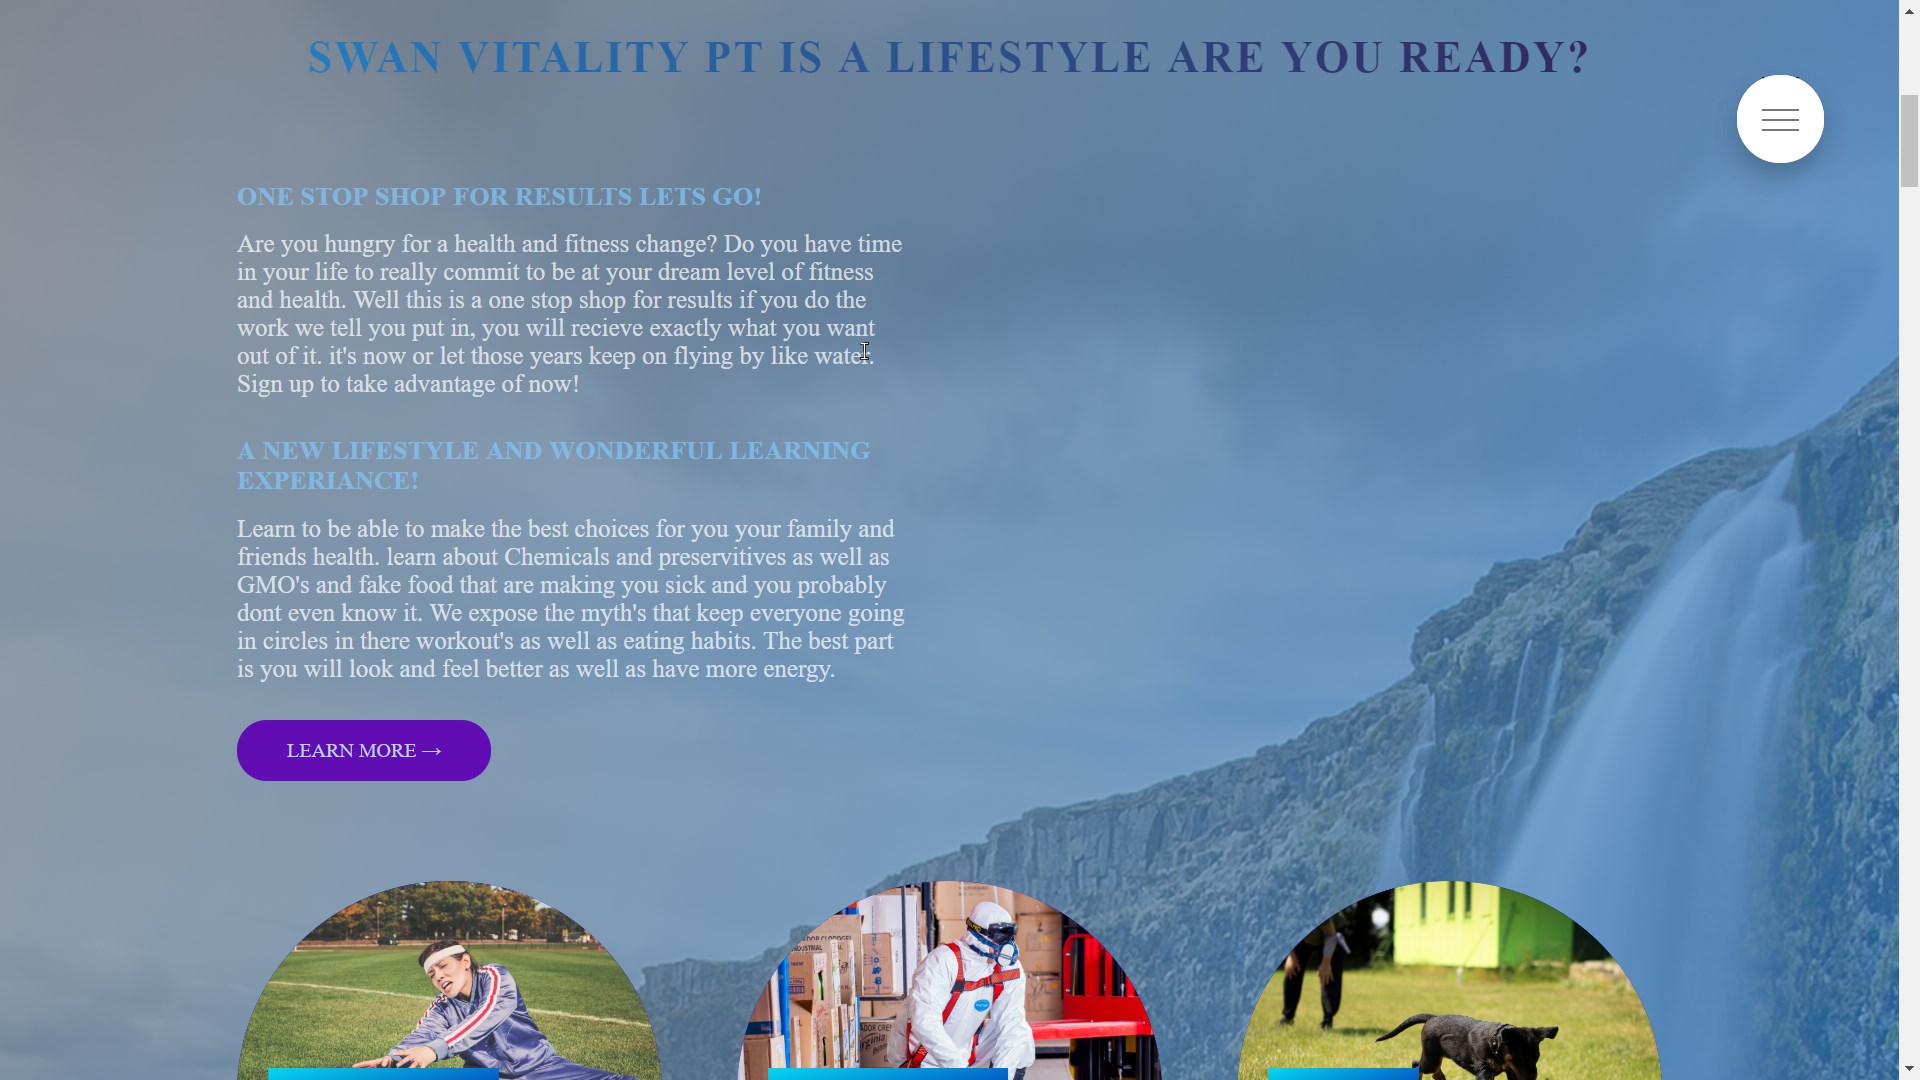 SWAN VITALITY PT IS A LIFESTYLE ARE YOU READY?
ONE STOP SHOP FOR RESULTS LETS GO!
Are you hungry for a health and fitness change? Do you have time
in your life to really commit to be at your dream level of fitness
and health. Well this is a one stop shop for results if you do the
work we tell you put in, you will recieve exactly what you want
out of it. it's now or let those years keep on flying by like water.
Sign up to take advantage of now!
A NEW LIFESTYLE AND WONDERFUL LEARNING
EXPERIANCE!
Learn to be able to make the best choices for you your family and
friends health. learn about Chemicals and preservitives as well as
GMO's and fake food that are making you sick and you probably
dont even know it. We expose the myth's that keep everyone going
in circles in there workout's as well as eating habits. The best part
is you will look and feel better as well as have more energy.
LEARN MORE →